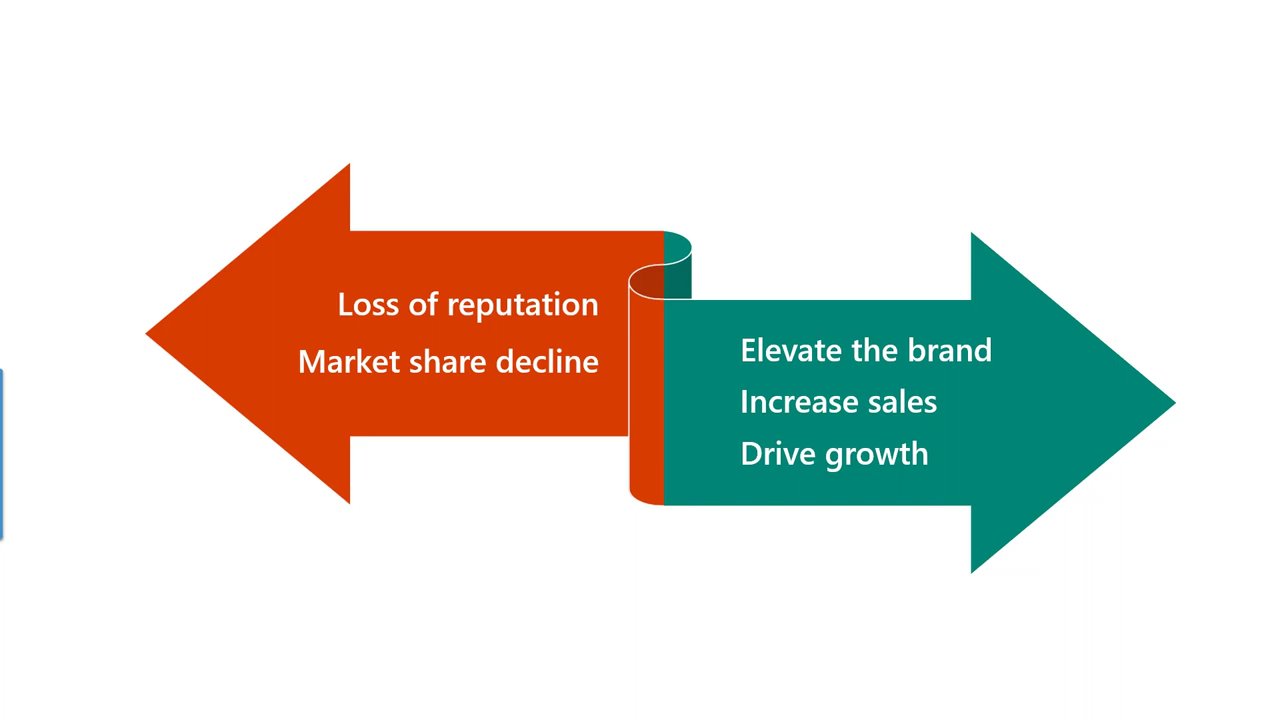 Loss of reputation
Market share decline
Elevate the brand
Increase sales
Drive growth